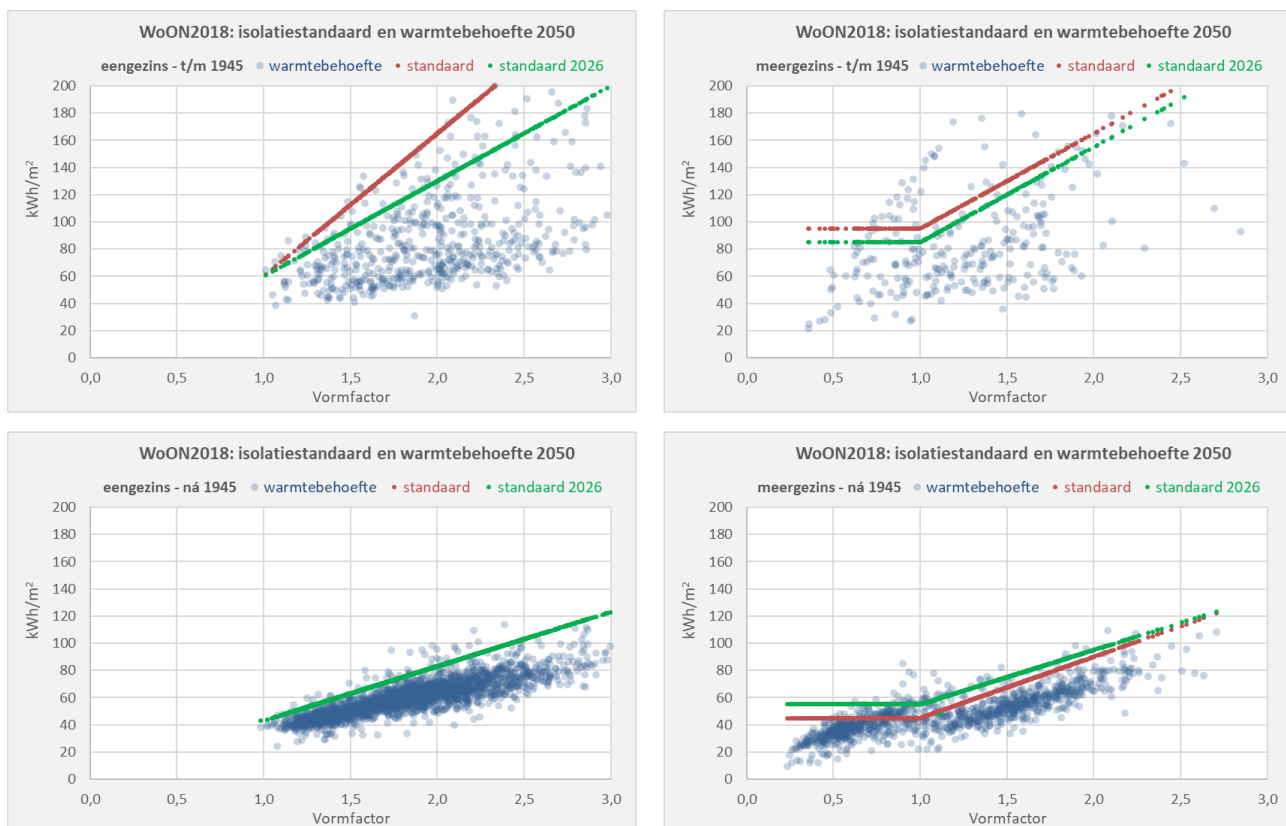 WoON2018: isolatiestandaard en warmtebehoefte 2050
eengezins - t/m 1945 warmtebehoefte standaard standaard 2026
200
180
160
140
120
100
80
60
40
20
0
kWh/m²
0,0 0,5 1,0 1,5 2,0 2,5 3,0
Vormfactor
WoON2018: isolatiestandaard en warmtebehoefte 2050
meergezins - t/m 1945 warmtebehoefte standaard standaard 2026
200
180
160
140
120
100
80
60
40
20
0
kWh/m²
0,0 0,5 1,0 1,5 2,0 2,5 3,0
Vormfactor
WoON2018: isolatiestandaard en warmtebehoefte 2050
eengezins - ná 1945 warmtebehoefte standaard standaard 2026
200
180
160
140
120
100
80
60
40
20
0
kWh/m²
0,0 0,5 1,0 1,5 2,0 2,5 3,0
Vormfactor
WoON2018: isolatiestandaard en warmtebehoefte 2050
meergezins - ná 1945 warmtebehoefte standaard standaard 2026
200
180
160
140
120
100
80
60
40
20
0
kWh/m²
0,0 0,5 1,0 1,5 2,0 2,5 3,0
Vormfactor